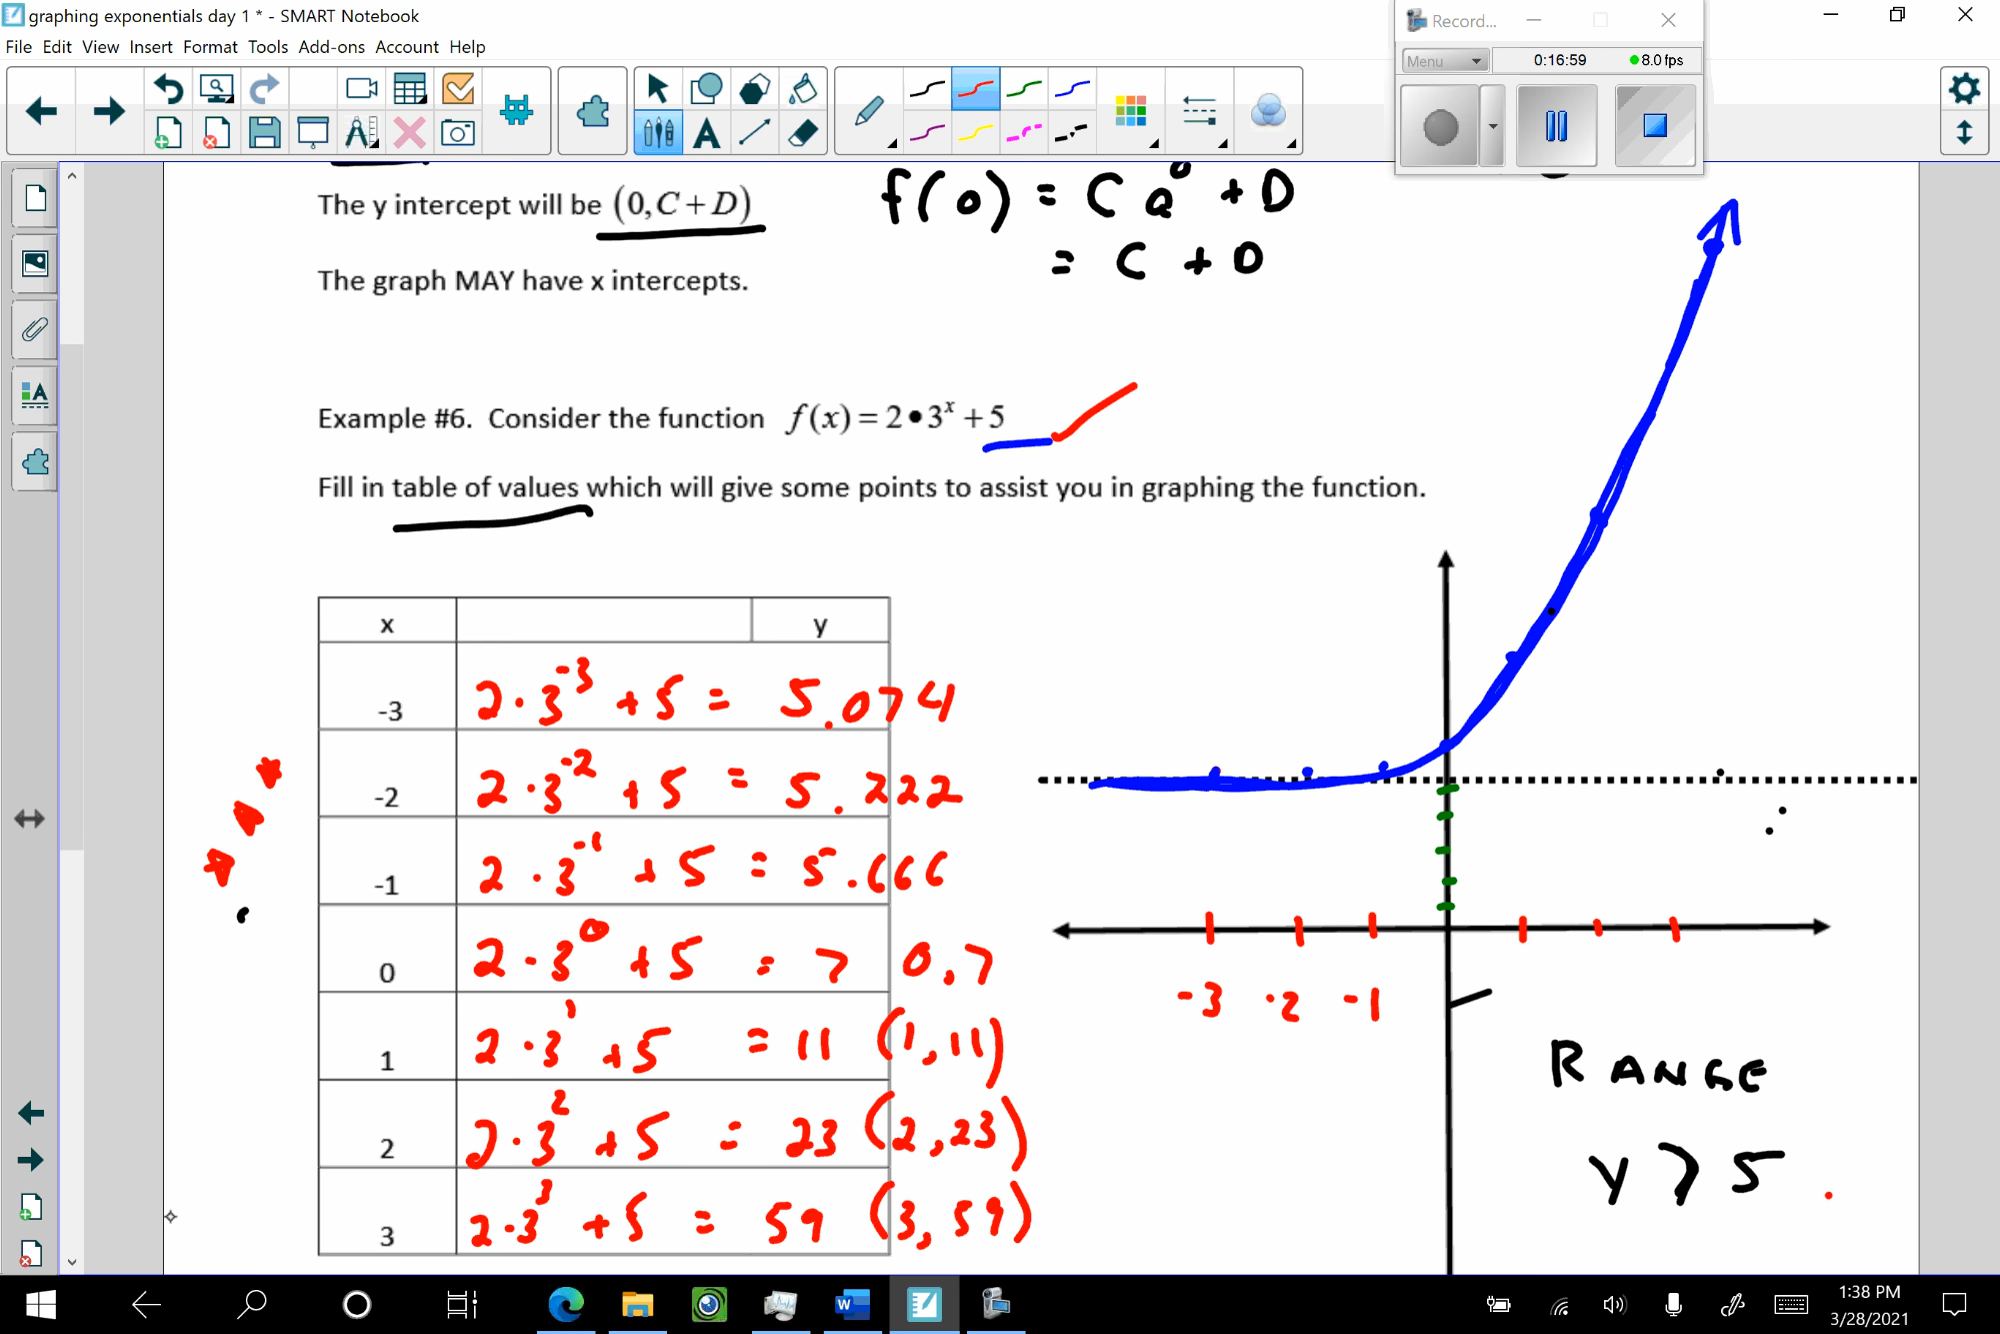 graphing exponentials day 1 * - SMART Notebook
File Edit View Insert Format Tools Add-ons Account Help
Record...
Menu 0:16:59 8.0 fps
The y intercept will be (0, C + D)
f(0) = C a⁰ + D
= C + D
The graph MAY have x intercepts.
Example #6. Consider the function f(x) = 2•3ˣ + 5
Fill in table of values which will give some points to assist you in graphing the function.
x y
-3 2·3⁻³ + 5 = 5.074
-2 2·3⁻² + 5 = 5.222
-1 2·3⁻¹ + 5 = 5.666
0 2·3⁰ + 5 = 7 0,7
1 2·3¹ + 5 = 11 (1,11)
2 2·3² + 5 = 23 (2,23)
3 2·3³ + 5 = 59 (3,59)
-3 -2 -1
RANGE
y > 5
1:38 PM
3/28/2021